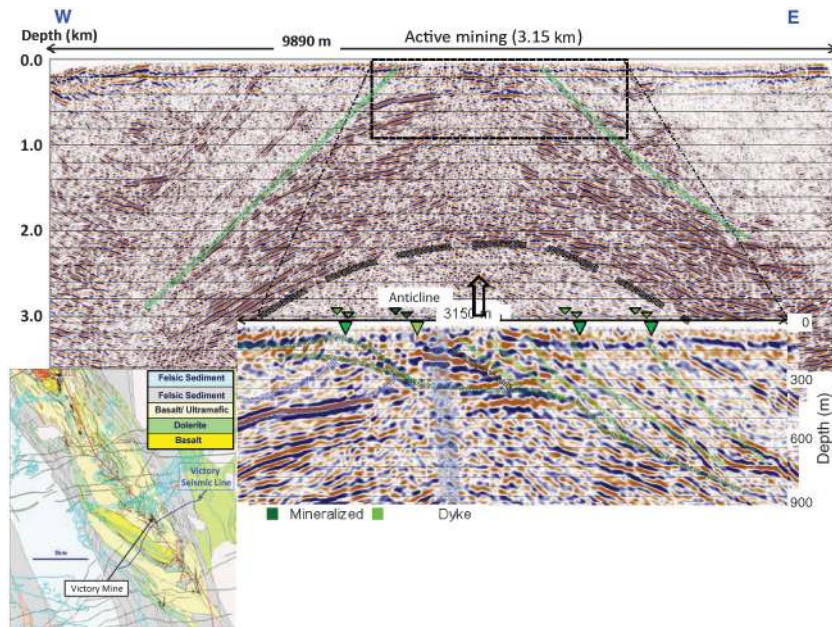 W
E
Depth (km)
9890 m
Active mining (3.15 km)
0.0
1.0
2.0
3.0
Anticline
3150 m
0
300
600
900
Depth (m)
Felsic Sediment
Felsic Sediment
Basalt/ Ultramafic
Dolerite
Basalt
Victory
Seismic Line
Victory Mine
Mineralized
Dyke